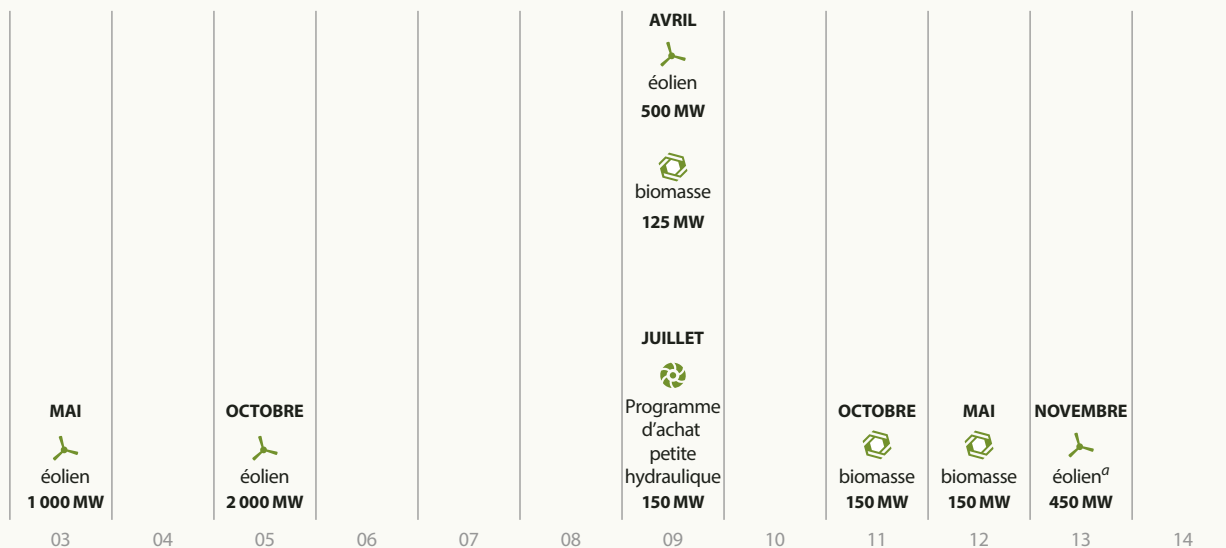 AVRIL
éolien
500 MW
biomasse
125 MW
JUILLET
Programme
d'achat
petite
hydraulique
150 MW
MAI
éolien
1 000 MW
OCTOBRE
éolien
2 000 MW
OCTOBRE
biomasse
150 MW
MAI
biomasse
150 MW
NOVEMBRE
éolien a
450 MW
03 04 05 06 07 08 09 10 11 12 13 14